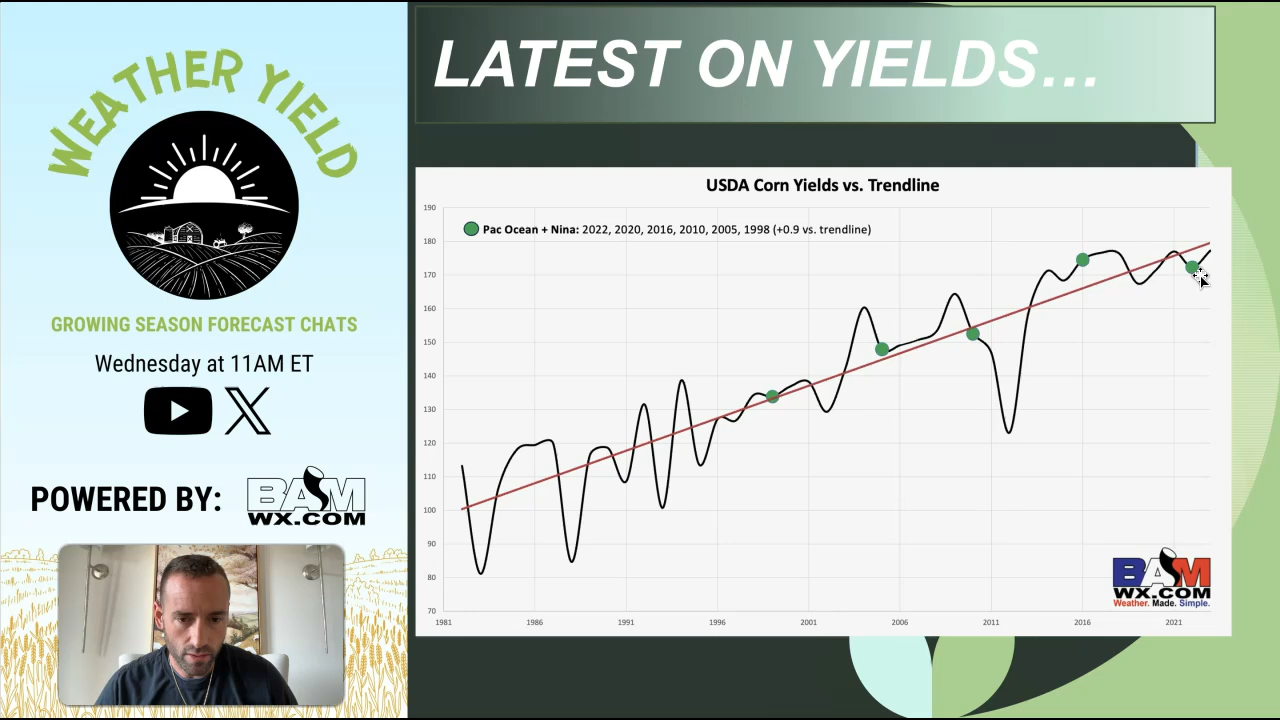 WEATHER YIELD
GROWING SEASON FORECAST CHATS
Wednesday at 11AM ET
POWERED BY:
BAM
WX.COM
LATEST ON YIELDS...
USDA Corn Yields vs. Trendline
Pac Ocean + Nina: 2022, 2020, 2016, 2010, 2005, 1998 (+0.9 vs. trendline)
190
180
170
160
150
140
130
120
110
100
90
80
70
1981
1986
1991
1996
2001
2006
2011
2016
2021
BAM
WX.COM
Weather. Made. Simple.